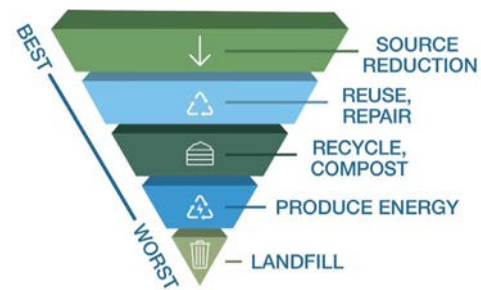 BEST
SOURCE
REDUCTION
REUSE,
REPAIR
RECYCLE,
COMPOST
PRODUCE ENERGY
WORST
LANDFILL